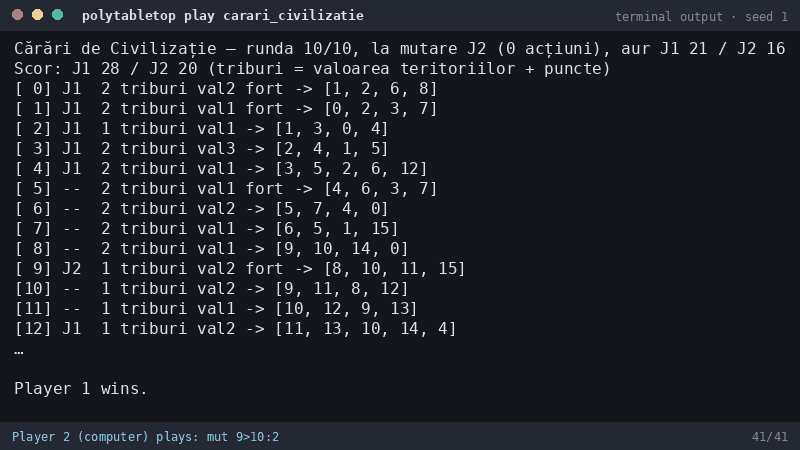 polytabletop play carari_civilizatie
terminal output · seed 1
Cărări de Civilizație — runda 10/10, la mutare J2 (0 acțiuni), aur J1 21 / J2 16
Scor: J1 28 / J2 20 (triburi = valoarea teritoriilor + puncte)
[ 0] J1  2 triburi val2 fort -> [1, 2, 6, 8]
[ 1] J1  2 triburi val1 fort -> [0, 2, 3, 7]
[ 2] J1  1 triburi val1 -> [1, 3, 0, 4]
[ 3] J1  2 triburi val3 -> [2, 4, 1, 5]
[ 4] J1  2 triburi val1 -> [3, 5, 2, 6, 12]
[ 5] --  2 triburi val1 fort -> [4, 6, 3, 7]
[ 6] --  2 triburi val2 -> [5, 7, 4, 0]
[ 7] --  2 triburi val1 -> [6, 5, 1, 15]
[ 8] --  2 triburi val1 -> [9, 10, 14, 0]
[ 9] J2  1 triburi val2 fort -> [8, 10, 11, 15]
[10] --  1 triburi val2 -> [9, 11, 8, 12]
[11] --  1 triburi val1 -> [10, 12, 9, 13]
[12] J1  1 triburi val2 -> [11, 13, 10, 14, 4]
…
Player 1 wins.
Player 2 (computer) plays: mut 9>10:2
41/41